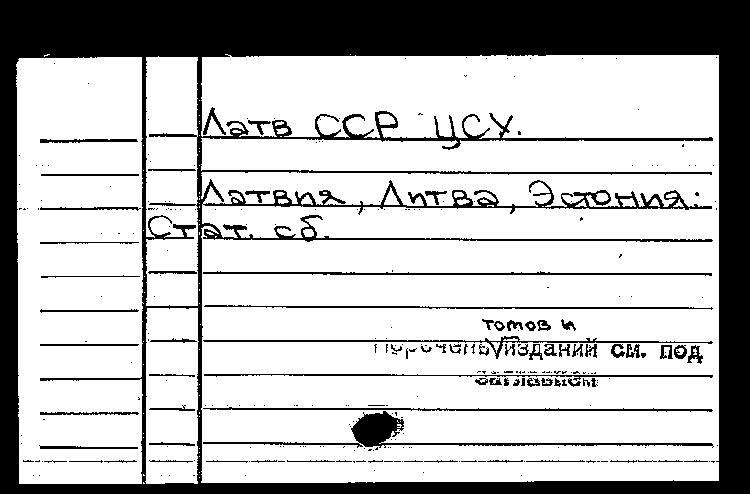 Латв ССР ЦСУ.
Латвия, Литва, Эстония:
Стат. сб.
томов и
Перечень изданий см. под
заглавием